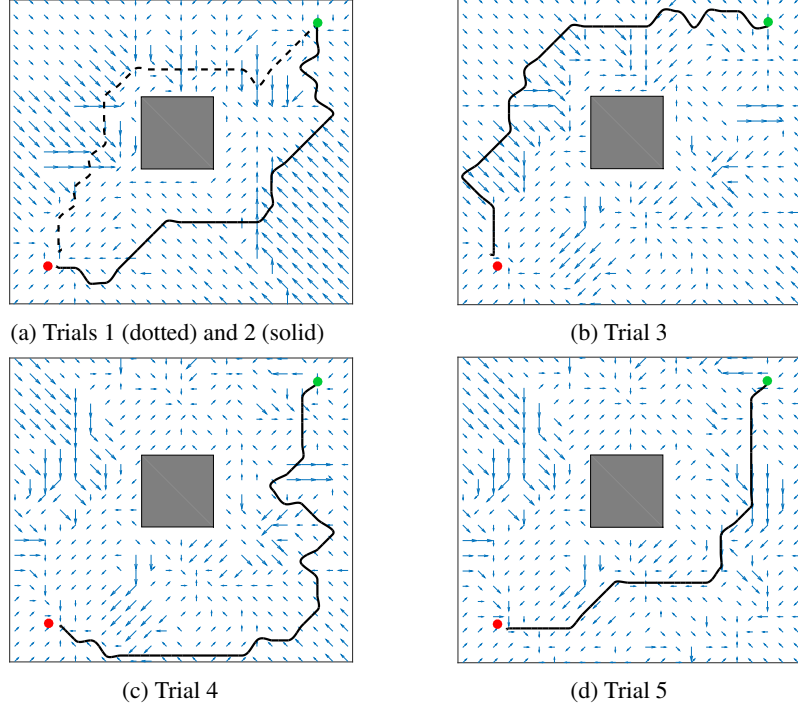 (a) Trials 1 (dotted) and 2 (solid)
(b) Trial 3
(c) Trial 4
(d) Trial 5